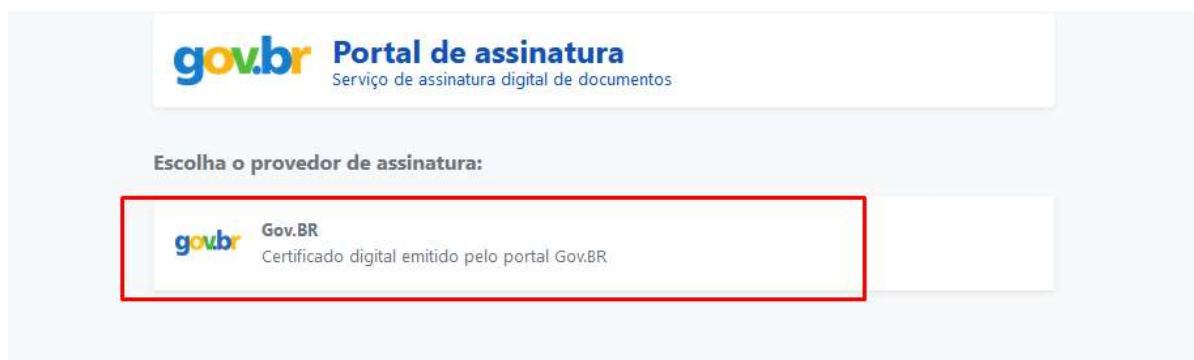 gov.br
Portal de assinatura
Serviço de assinatura digital de documentos
Escolha o provedor de assinatura:
gov.br
Gov.BR
Certificado digital emitido pelo portal Gov.BR